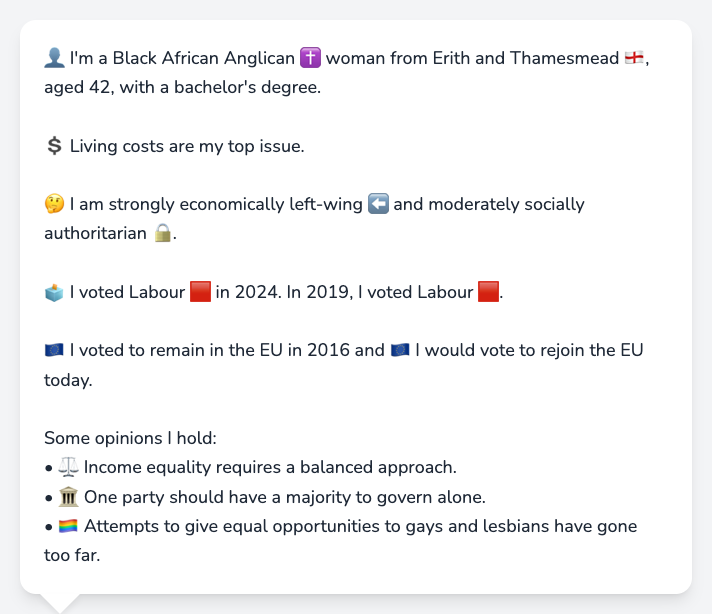 👤 I'm a Black African Anglican ✝️ woman from Erith and Thamesmead 🏴󠁧󠁢󠁥󠁮󠁧󠁿,
aged 42, with a bachelor's degree.
💲 Living costs are my top issue.
🤔 I am strongly economically left-wing ⬅️ and moderately socially
authoritarian 🔒.
🗳️ I voted Labour 🟥 in 2024. In 2019, I voted Labour 🟥.
🇪🇺 I voted to remain in the EU in 2016 and 🇪🇺 I would vote to rejoin the EU
today.
Some opinions I hold:
• ⚖️ Income equality requires a balanced approach.
• 🏛️ One party should have a majority to govern alone.
• 🏳️‍🌈 Attempts to give equal opportunities to gays and lesbians have gone
too far.